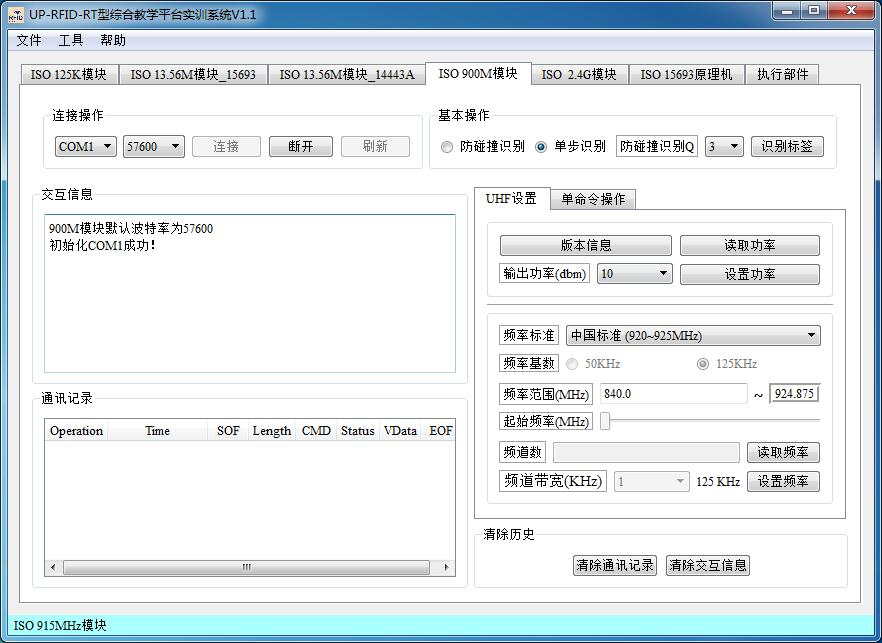 UP-RFID-RT型综合教学平台实训系统V1.1
文件 工具 帮助
ISO 125K模块 ISO 13.56M模块_15693 ISO 13.56M模块_14443A ISO 900M模块 ISO 2.4G模块 ISO 15693原理机 执行部件
连接操作
COM1 57600 连接 断开 刷新
基本操作
防碰撞识别 单步识别 防碰撞识别Q 3 识别标签
交互信息
900M模块默认波特率为57600
初始化COM1成功!
通讯记录
Operation Time SOF Length CMD Status VData EOF
UHF设置 单命令操作
版本信息 读取功率
输出功率(dbm) 10 设置功率
频率标准 中国标准 (920~925MHz)
频率基数 50KHz 125KHz
频率范围(MHz) 840.0 ~ 924.875
起始频率(MHz)
频道数 读取频率
频道带宽(KHz) 1 125 KHz 设置频率
清除历史
清除通讯记录 清除交互信息
ISO 915MHz模块